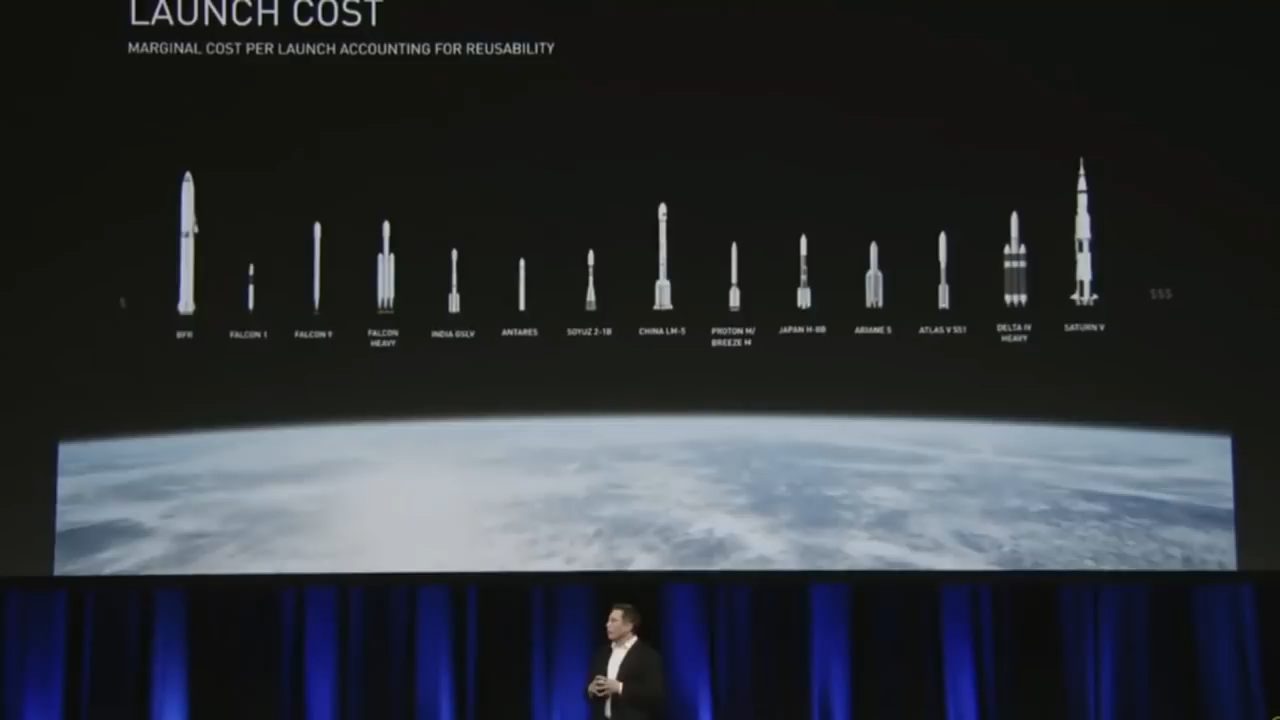 LAUNCH COST
MARGINAL COST PER LAUNCH ACCOUNTING FOR REUSABILITY
$ $$$
BFR FALCON 1 FALCON 9 FALCON HEAVY INDIA GSLV ANTARES SOYUZ 2-1B CHINA LM-5 PROTON M/ BREEZE M JAPAN H-IIB ARIANE 5 ATLAS V 551 DELTA IV HEAVY SATURN V